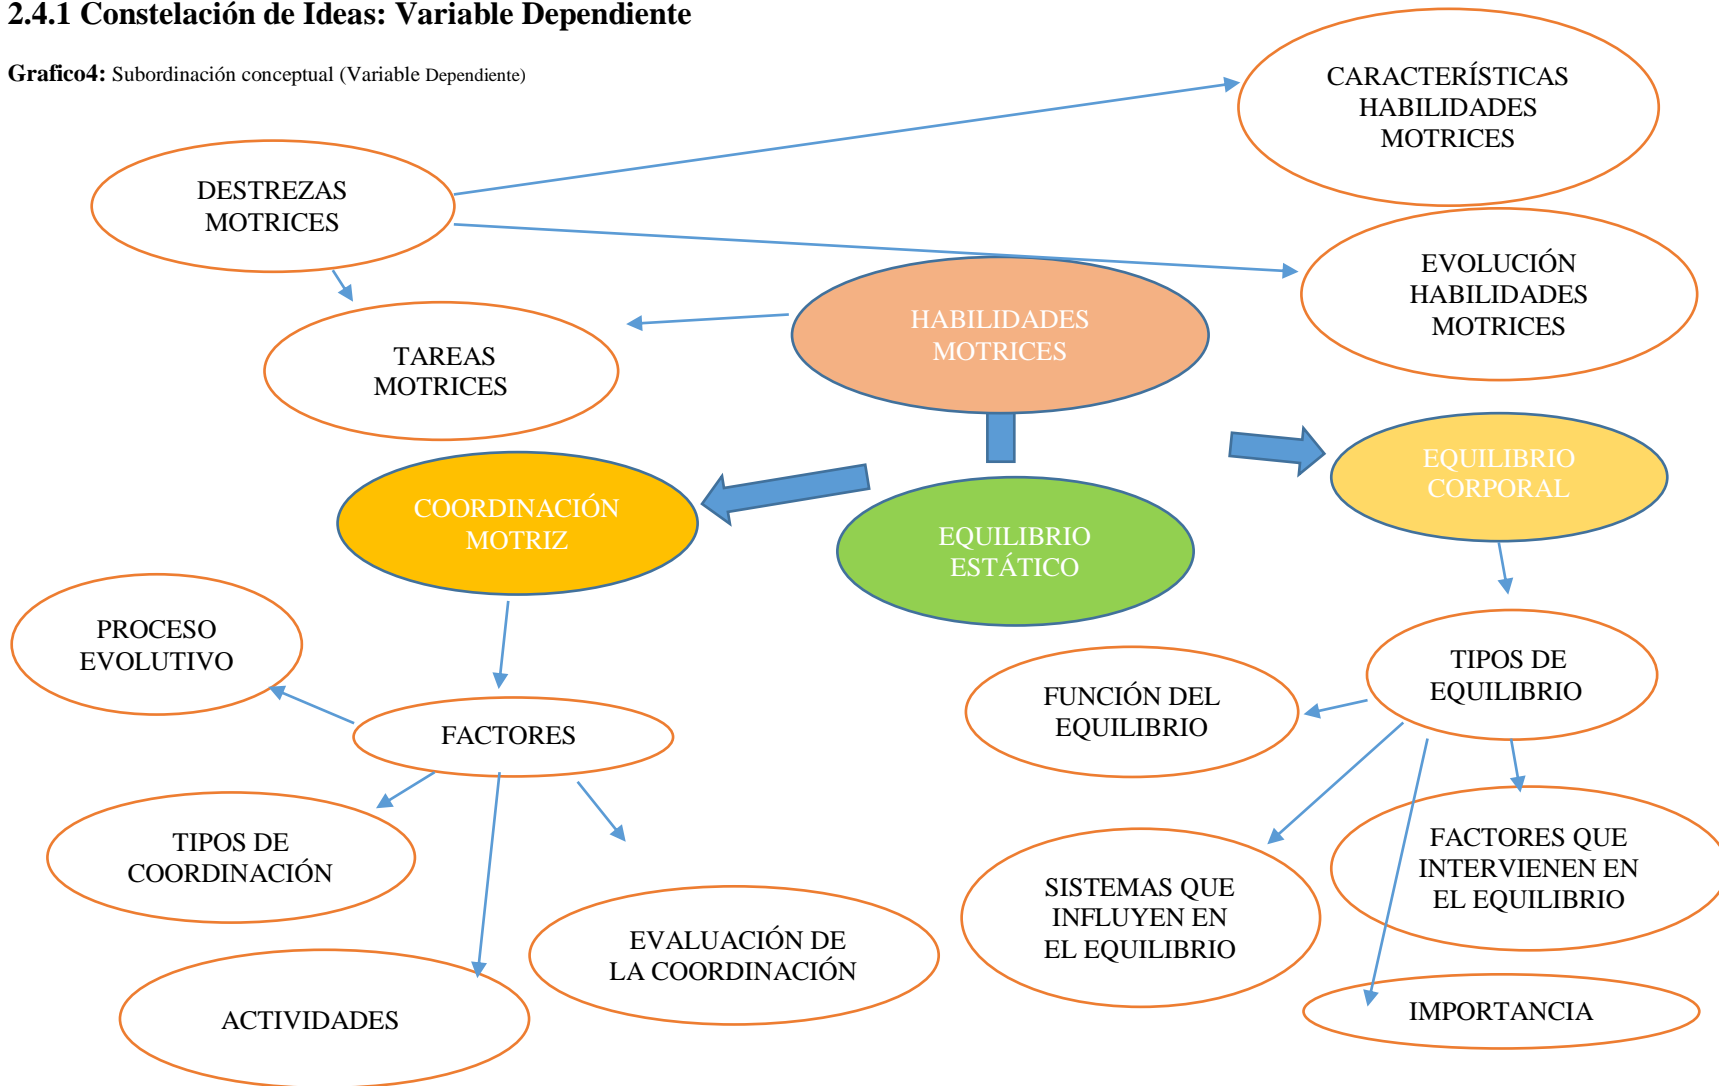 2.4.1 Constelación de Ideas: Variable Dependiente
Grafico4: Subordinación conceptual (Variable Dependiente)
CARACTERÍSTICAS
HABILIDADES
MOTRICES
DESTREZAS
MOTRICES
EVOLUCIÓN
HABILIDADES
MOTRICES
HABILIDADES
MOTRICES
TAREAS
MOTRICES
EQUILIBRIO
CORPORAL
COORDINACIÓN
MOTRIZ
EQUILIBRIO
ESTÁTICO
PROCESO
EVOLUTIVO
TIPOS DE
EQUILIBRIO
FUNCIÓN DEL
EQUILIBRIO
FACTORES
TIPOS DE
COORDINACIÓN
FACTORES QUE
INTERVIENEN EN
EL EQUILIBRIO
SISTEMAS QUE
INFLUYEN EN
EL EQUILIBRIO
EVALUACIÓN DE
LA COORDINACIÓN
ACTIVIDADES
IMPORTANCIA